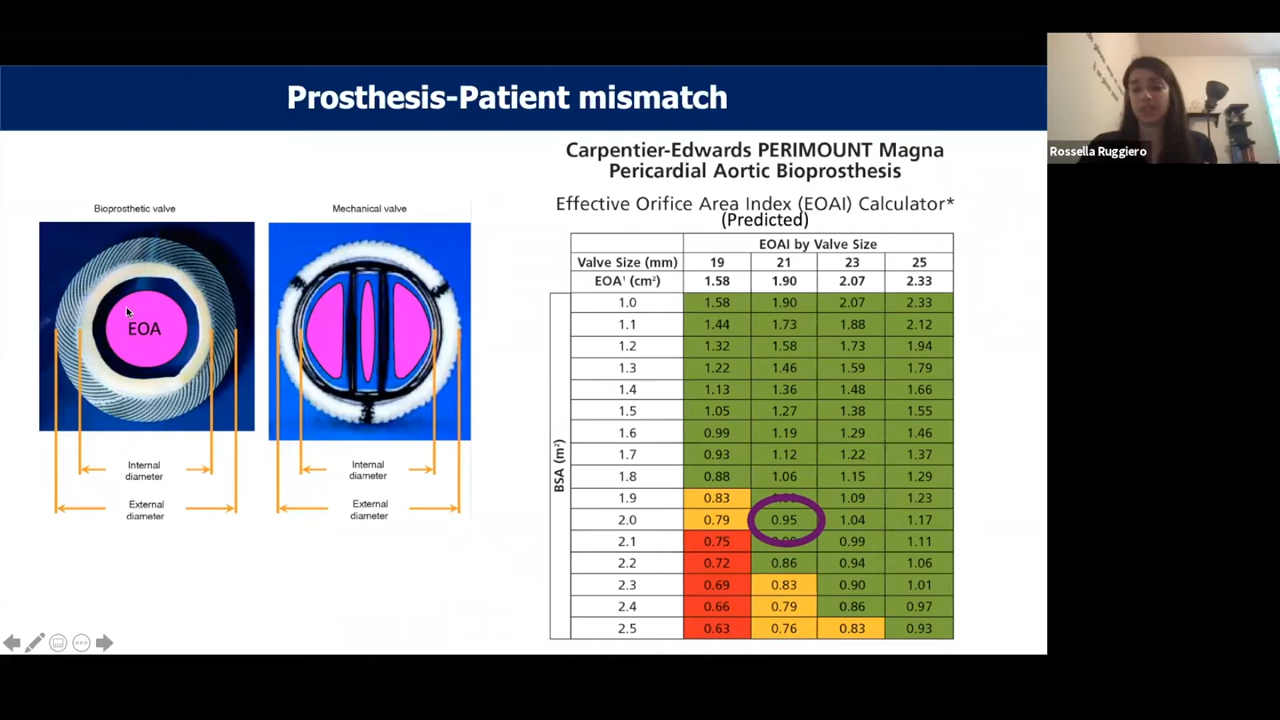 Prosthesis-Patient mismatch
Rossella Ruggiero
Bioprosthetic valve
Mechanical valve
EOA
Internal
diameter
External
diameter
Internal
diameter
External
diameter
Carpentier-Edwards PERIMOUNT Magna
Pericardial Aortic Bioprosthesis
Effective Orifice Area Index (EOAI) Calculator*
(Predicted)
EOAI by Valve Size
Valve Size (mm) 19 21 23 25
EOA¹ (cm²) 1.58 1.90 2.07 2.33
BSA (m²)
1.0 1.58 1.90 2.07 2.33
1.1 1.44 1.73 1.88 2.12
1.2 1.32 1.58 1.73 1.94
1.3 1.22 1.46 1.59 1.79
1.4 1.13 1.36 1.48 1.66
1.5 1.05 1.27 1.38 1.55
1.6 0.99 1.19 1.29 1.46
1.7 0.93 1.12 1.22 1.37
1.8 0.88 1.06 1.15 1.29
1.9 0.83 1.09 1.23
2.0 0.79 0.95 1.04 1.17
2.1 0.75 0.99 1.11
2.2 0.72 0.86 0.94 1.06
2.3 0.69 0.83 0.90 1.01
2.4 0.66 0.79 0.86 0.97
2.5 0.63 0.76 0.83 0.93